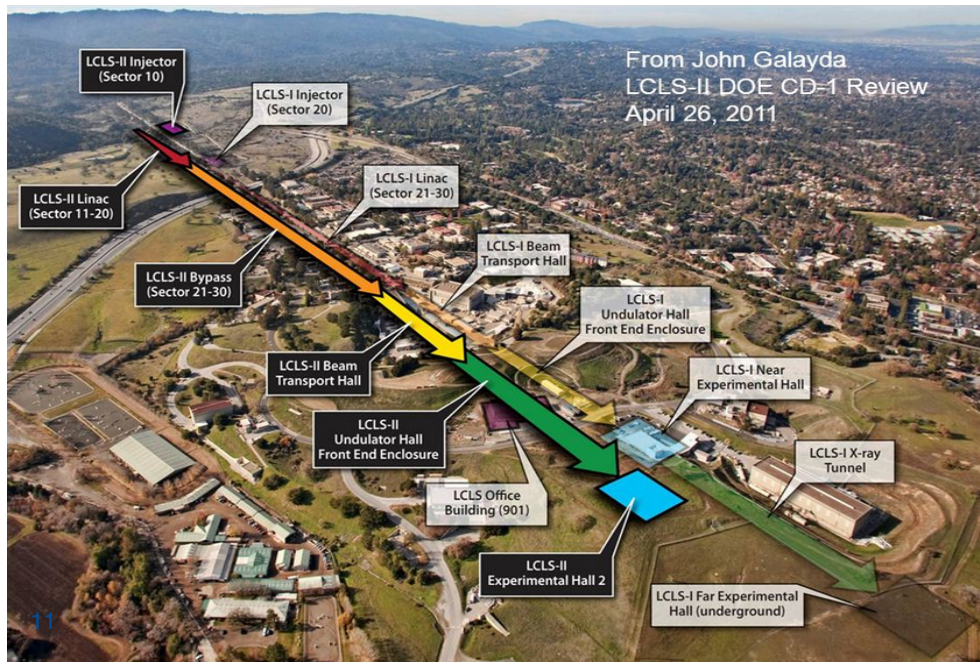 From John Galayda
LCLS-II DOE CD-1 Review
April 26, 2011
LCLS-II Injector
(Sector 10)
LCLS-I Injector
(Sector 20)
LCLS-I Linac
(Sector 21-30)
LCLS-II Linac
(Sector 11-20)
LCLS-I Beam
Transport Hall
LCLS-II Bypass
(Sector 21-30)
LCLS-I
Undulator Hall
Front End Enclosure
LCLS-II Beam
Transport Hall
LCLS-I Near
Experimental Hall
LCLS-II
Undulator Hall
Front End Enclosure
LCLS-I X-ray
Tunnel
LCLS Office
Building (901)
LCLS-II
Experimental Hall 2
LCLS-I Far Experimental
Hall (underground)
11